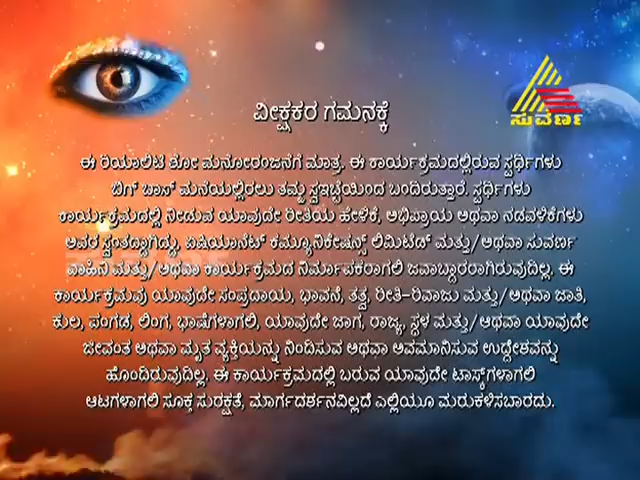 ಸುವರ್ಣ
ವೀಕ್ಷಕರ ಗಮನಕ್ಕೆ
ಈ ರಿಯಾಲಿಟಿ ಶೋ ಮನೋರಂಜನೆಗೆ ಮಾತ್ರ. ಈ ಕಾರ್ಯಕ್ರಮದಲ್ಲಿರುವ ಸ್ಪರ್ಧಿಗಳು
ಬಿಗ್ ಬಾಸ್ ಮನೆಯಲ್ಲಿರಲು ತಮ್ಮ ಸ್ವಇಚ್ಛೆಯಿಂದ ಬಂದಿರುತ್ತಾರೆ. ಸ್ಪರ್ಧಿಗಳು
ಕಾರ್ಯಕ್ರಮದಲ್ಲಿ ನೀಡುವ ಯಾವುದೇ ರೀತಿಯ ಹೇಳಿಕೆ, ಅಭಿಪ್ರಾಯ ಅಥವಾ ನಡವಳಿಕೆಗಳು
ಅವರ ಸ್ವಂತದ್ದಾಗಿದ್ದು, ಏಷಿಯಾನೆಟ್ ಕಮ್ಯೂನಿಕೇಷನ್ಸ್ ಲಿಮಿಟೆಡ್ ಮತ್ತು/ಅಥವಾ ಸುವರ್ಣ
ವಾಹಿನಿ ಮತ್ತು/ಅಥವಾ ಕಾರ್ಯಕ್ರಮದ ನಿರ್ಮಾಪಕರಾಗಲಿ ಜವಾಬ್ದಾರರಾಗಿರುವುದಿಲ್ಲ. ಈ
ಕಾರ್ಯಕ್ರಮವು ಯಾವುದೇ ಸಂಪ್ರದಾಯ, ಭಾವನೆ, ತತ್ವ, ರೀತಿ-ರಿವಾಜು ಮತ್ತು/ಅಥವಾ ಜಾತಿ,
ಕುಲ, ಪಂಗಡ, ಲಿಂಗ, ಭಾಷೆಗಳಾಗಲಿ, ಯಾವುದೇ ಜಾಗ, ರಾಜ್ಯ, ಸ್ಥಳ ಮತ್ತು/ಆಥವಾ ಯಾವುದೇ
ಜೀವಂತ ಅಥವಾ ಮೃತ ವ್ಯಕ್ತಿಯನ್ನು ನಿಂದಿಸುವ ಅಥವಾ ಅವಮಾನಿಸುವ ಉದ್ದೇಶವನ್ನು
ಹೊಂದಿರುವುದಿಲ್ಲ. ಈ ಕಾರ್ಯಕ್ರಮದಲ್ಲಿ ಬರುವ ಯಾವುದೇ ಟಾಸ್ಕ್‌ಗಳಾಗಲಿ
ಆಟಗಳಾಗಲಿ ಸೂಕ್ತ ಸುರಕ್ಷತೆ, ಮಾರ್ಗದರ್ಶನವಿಲ್ಲದೆ ಎಲ್ಲಿಯೂ ಮರುಕಳಿಸಬಾರದು.